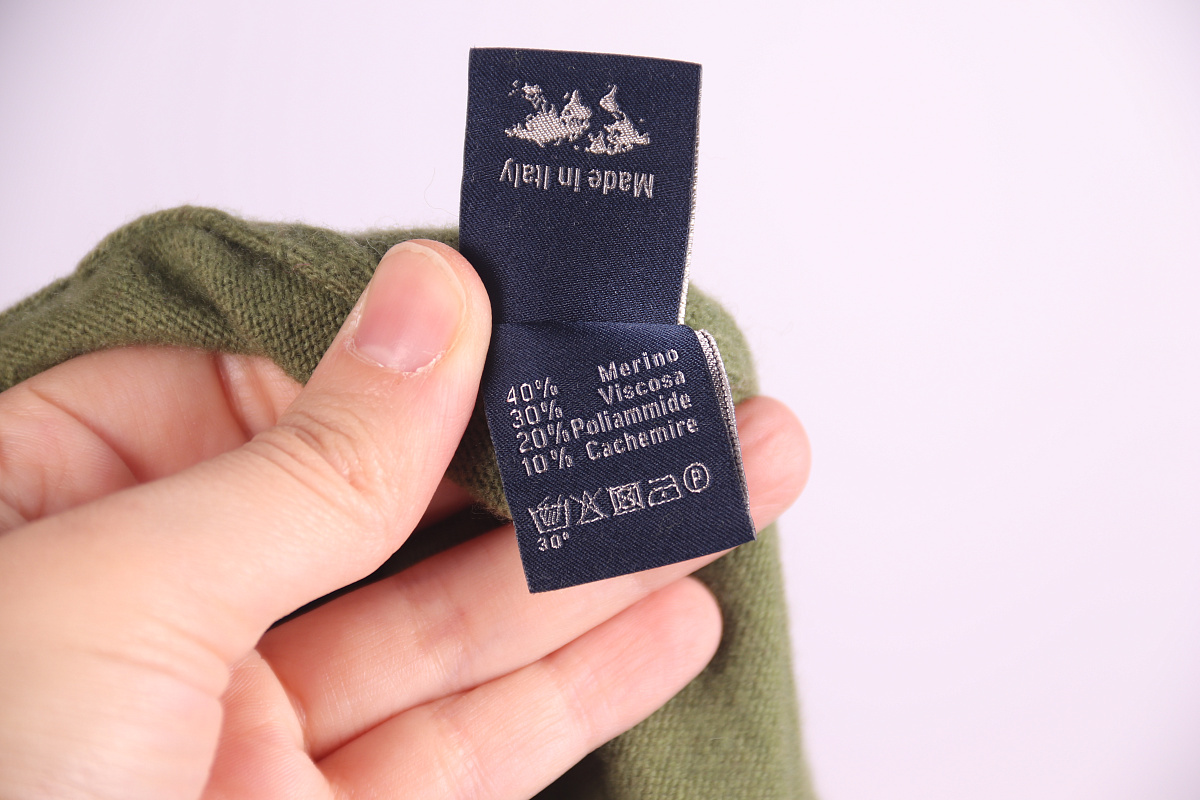 Made in Italy
40% Merino
30% Viscosa
20% Poliammide
10% Cachemire
30°
P